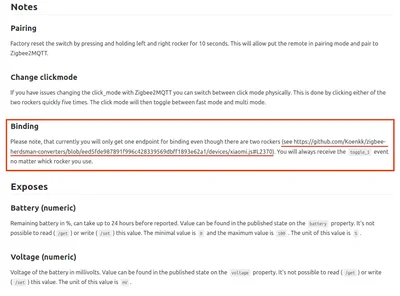 Notes
Pairing
Factory reset the switch by pressing and holding left and right rocker for 10 seconds. This will allow put the remote in pairing mode and pair to
Zigbee2MQTT.
Change clickmode
If you have issues changing the click_mode with Zigbee2MQTT you can switch between click mode physically. This is done by clicking either of the
two rockers quickly five times. The click mode will then toggle between fast mode and multi mode.
Binding
Please note, that currently you will only get one endpoint for binding even though there are two rockers (see https://github.com/Koenkk/zigbee-
herdsman-converters/blob/eed5fde987891f996c428339569dbff1893e62a1/devices/xiaomi.js#L2370). You will always receive the toggle_1 event
no matter whick rocker you use.
Exposes
Battery (numeric)
Remaining battery in %, can take up to 24 hours before reported. Value can be found in the published state on the battery property. It's not
possible to read ( /get ) or write ( /set ) this value. The minimal value is 0 and the maximum value is 100 . The unit of this value is % .
Voltage (numeric)
Voltage of the battery in millivolts. Value can be found in the published state on the voltage property. It's not possible to read ( /get ) or write
( /set ) this value. The unit of this value is mV .